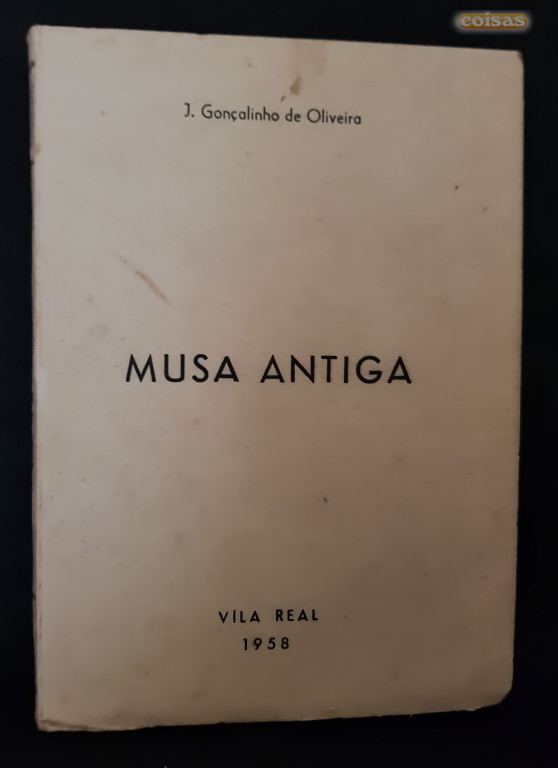 coisas
J. Gonçalinho de Oliveira
MUSA ANTIGA
VILA REAL
1958